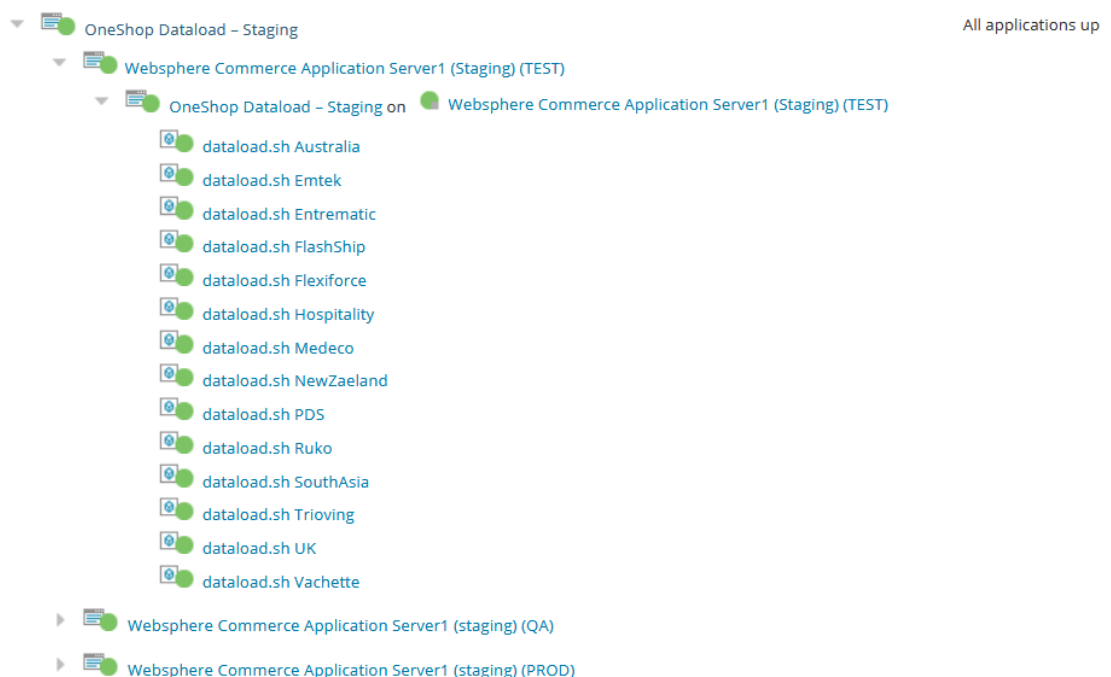 OneShop Dataload – Staging
All applications up
Websphere Commerce Application Server1 (Staging) (TEST)
OneShop Dataload – Staging on Websphere Commerce Application Server1 (Staging) (TEST)
dataload.sh Australia
dataload.sh Emtek
dataload.sh Entrematic
dataload.sh FlashShip
dataload.sh Flexiforce
dataload.sh Hospitality
dataload.sh Medeco
dataload.sh NewZaeland
dataload.sh PDS
dataload.sh Ruko
dataload.sh SouthAsia
dataload.sh Trioving
dataload.sh UK
dataload.sh Vachette
Websphere Commerce Application Server1 (staging) (QA)
Websphere Commerce Application Server1 (staging) (PROD)